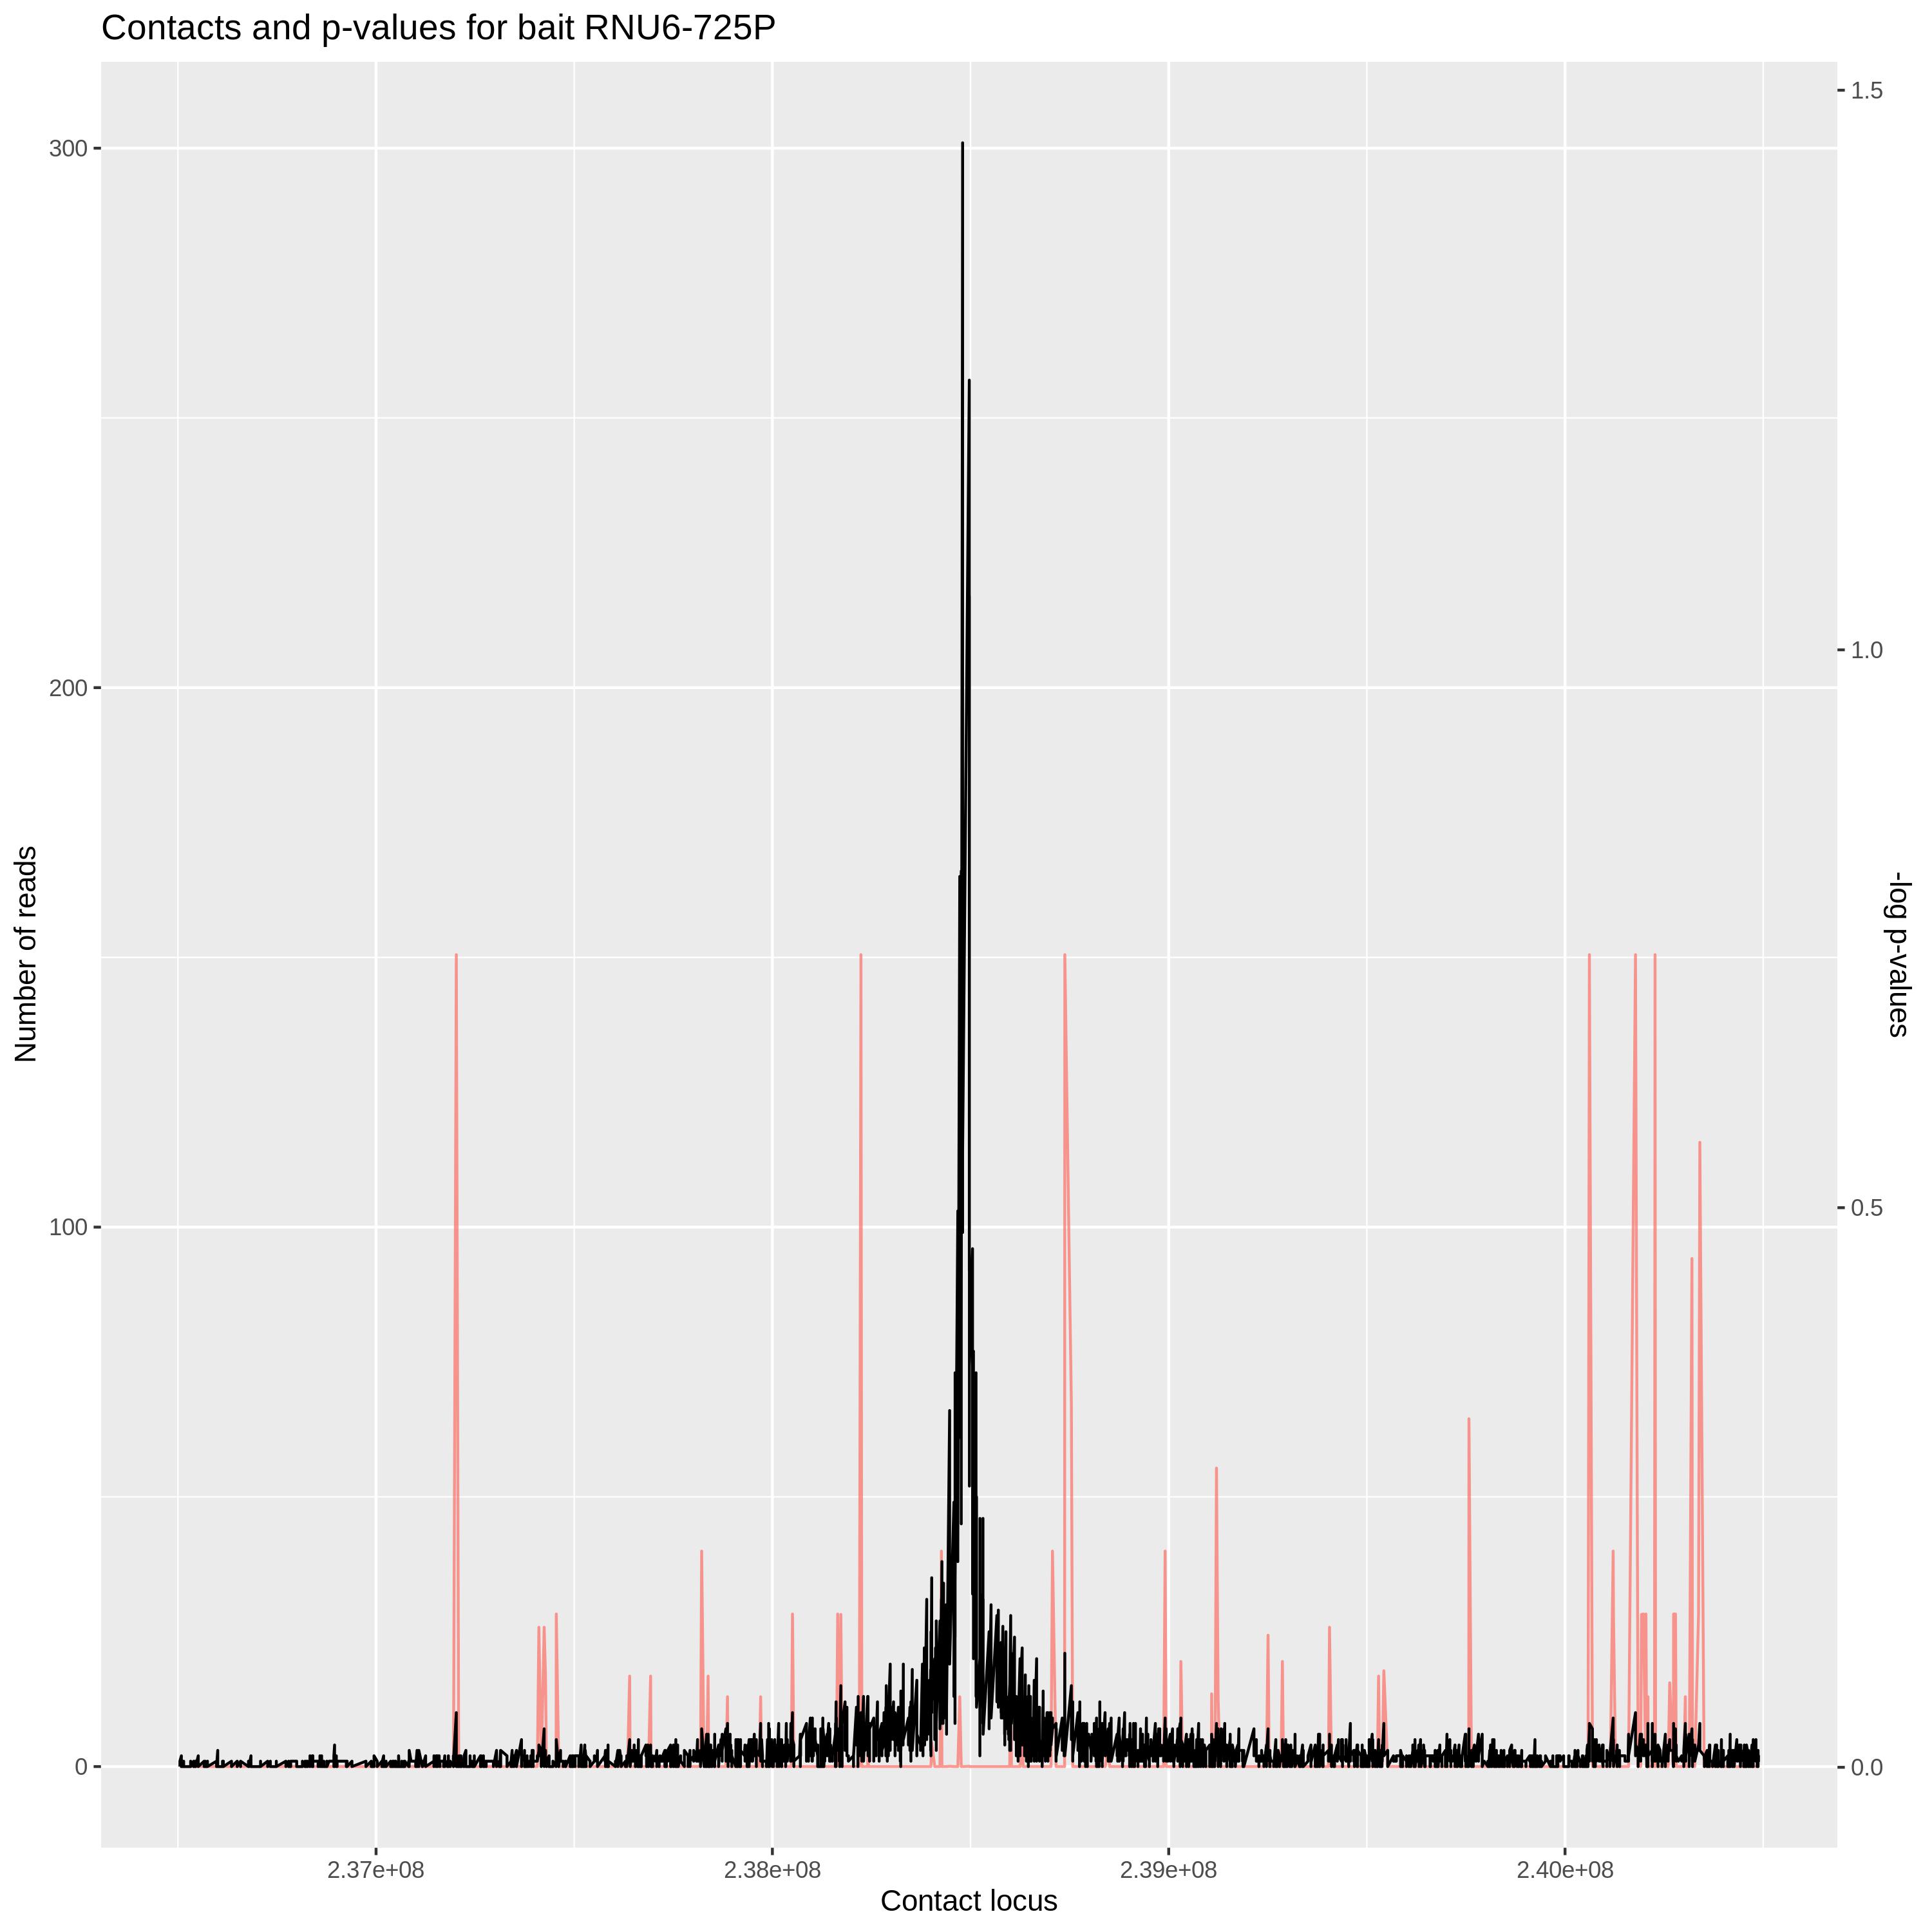 Contacts and p-values for bait RNU6-725P
300
200
100
0
1.5
1.0
0.5
0.0
Number of reads
-log p-values
2.37e+08
2.38e+08
2.39e+08
2.40e+08
Contact locus